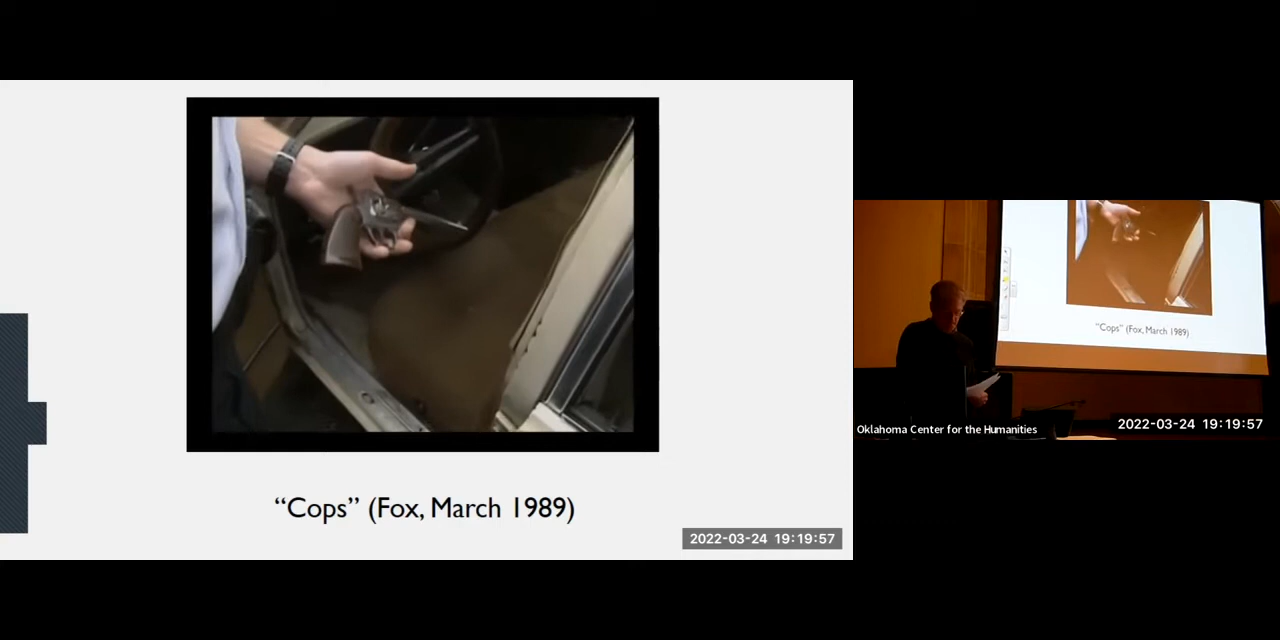 “Cops” (Fox, March 1989)
2022-03-24 19:19:57
“Cops” (Fox, March 1989)
Oklahoma Center for the Humanities
2022-03-24 19:19:57